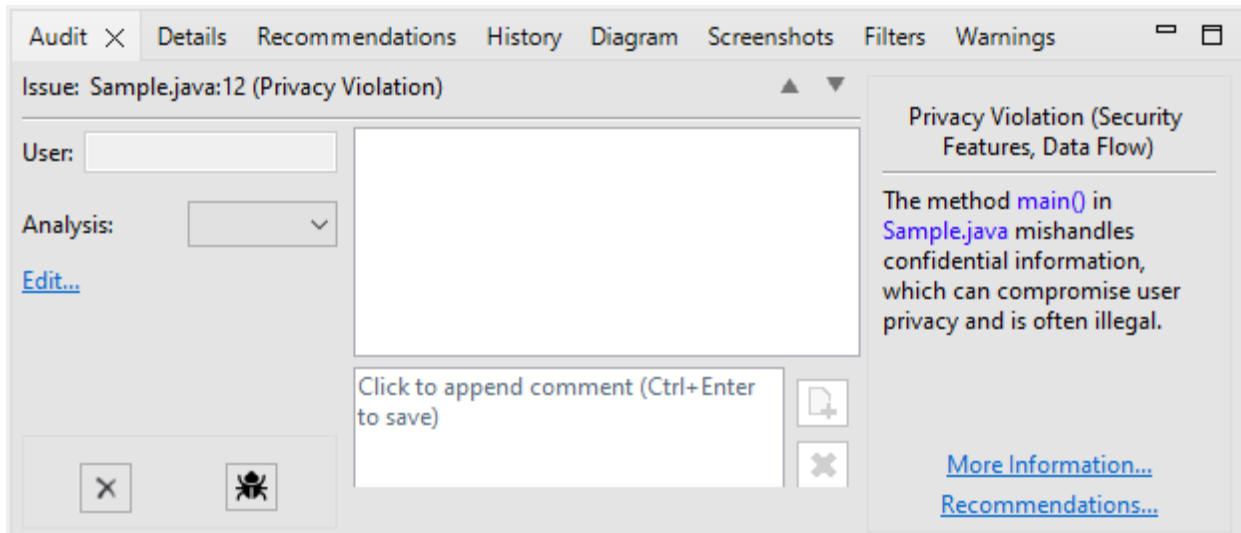 Audit Details Recommendations History Diagram Screenshots Filters Warnings
Issue: Sample.java:12 (Privacy Violation)
User:
Analysis:
Edit...
Click to append comment (Ctrl+Enter
to save)
Privacy Violation (Security
Features, Data Flow)
The method main() in
Sample.java mishandles
confidential information,
which can compromise user
privacy and is often illegal.
More Information...
Recommendations...